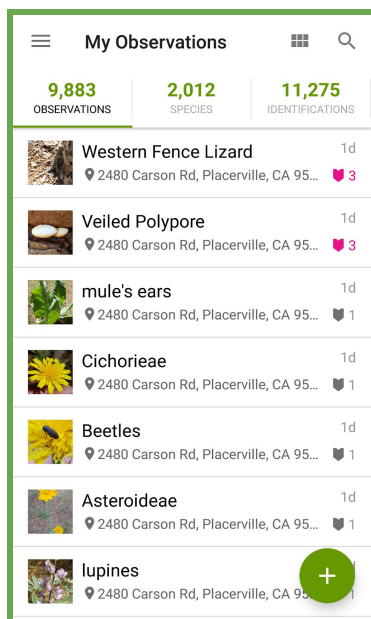 My Observations
9,883 2,012 11,275
OBSERVATIONS SPECIES IDENTIFICATIONS
Western Fence Lizard 1d
2480 Carson Rd, Placerville, CA 95... 3
Veiled Polypore 1d
2480 Carson Rd, Placerville, CA 95... 3
mule's ears 1d
2480 Carson Rd, Placerville, CA 95... 1
Cichorieae 1d
2480 Carson Rd, Placerville, CA 95... 1
Beetles 1d
2480 Carson Rd, Placerville, CA 95... 1
Asteroideae 1d
2480 Carson Rd, Placerville, CA 95... 1
lupines
2480 Carson Rd, Placerville, CA 95 1